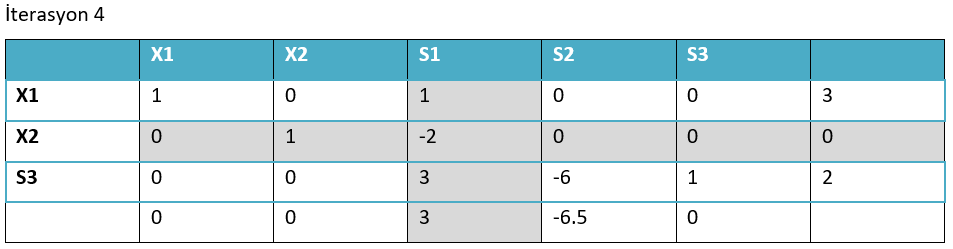 İterasyon 4
X1 X2 S1 S2 S3
X1 1 0 1 0 0 3
X2 0 1 -2 0 0 0
S3 0 0 3 -6 1 2
0 0 3 -6.5 0